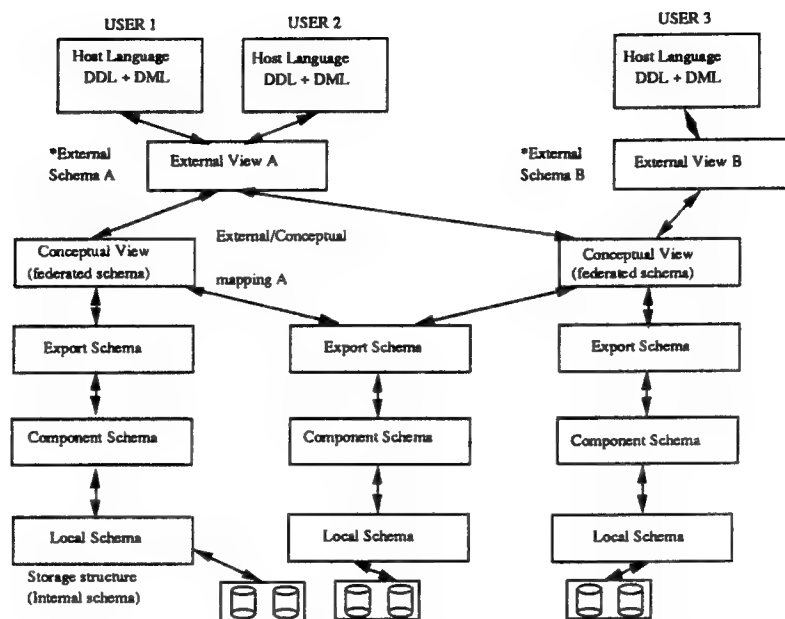 USER 1
USER 2
USER 3
Host Language
DDL + DML
Host Language
DDL + DML
Host Language
DDL + DML
*External
Schema A
External View A
*External
Schema B
External View B
External/Conceptual
mapping A
Conceptual View
(federated schema)
Conceptual View
(federated schema)
Export Schema
Export Schema
Export Schema
Component Schema
Component Schema
Component Schema
Local Schema
Local Schema
Local Schema
Storage structure
(Internal schema)